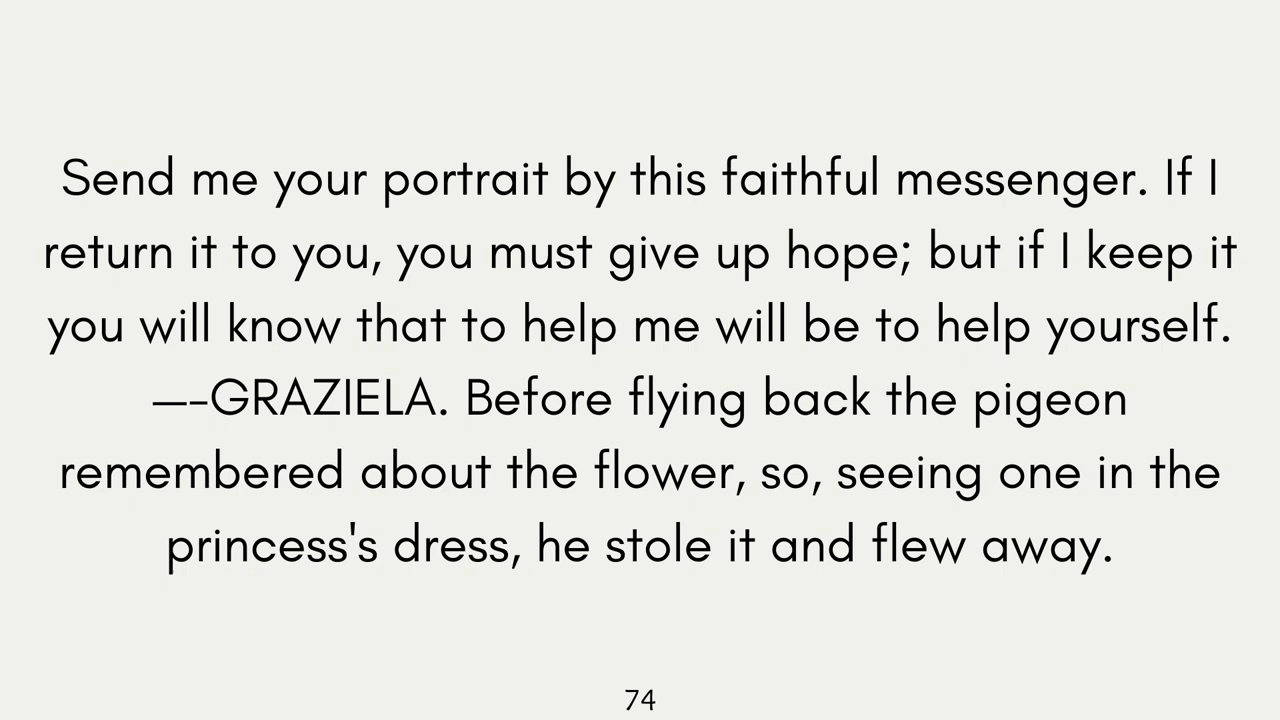 Send me your portrait by this faithful messenger. If I
return it to you, you must give up hope; but if I keep it
you will know that to help me will be to help yourself.
—-GRAZIELA. Before flying back the pigeon
remembered about the flower, so, seeing one in the
princess's dress, he stole it and flew away.
74